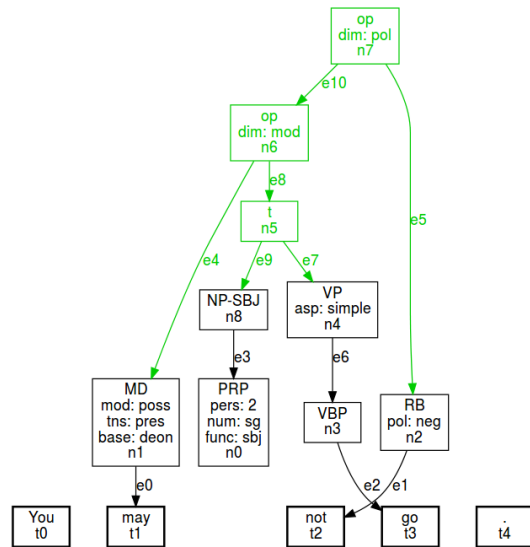 op
dim: pol
n7
e10
op
dim: mod
n6
e8
t
n5
e5
e4
e9
e7
NP-SBJ
n8
VP
asp: simple
n4
e3
e6
MD
mod: poss
tns: pres
base: deon
n1
PRP
pers: 2
num: sg
func: sbj
n0
VBP
n3
RB
pol: neg
n2
e0
e2
e1
You
t0
may
t1
not
t2
go
t3
.
t4